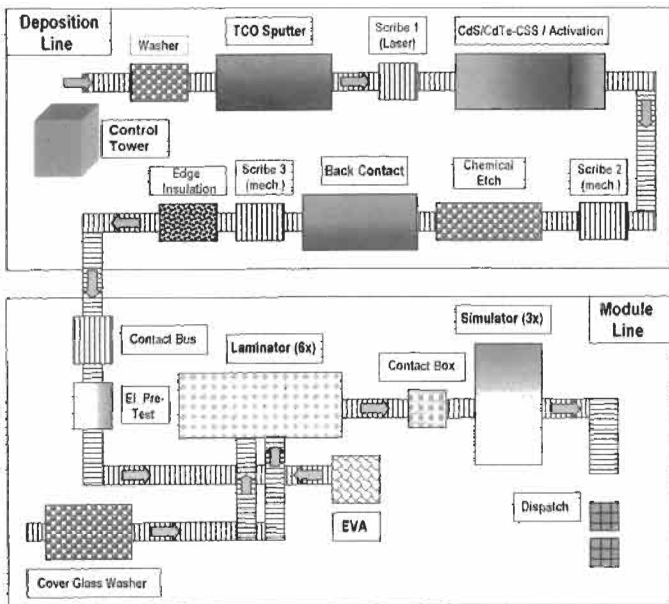 Deposition
Line
Washer
TCO Sputter
Scribe 1
(Laser)
CdS/CdTe-CSS / Activation
Control
Tower
Edge
Insulation
Scribe 3
(mech.)
Back Contact
Chemical
Etch
Scribe 2
(mech.)
Contact Bus
El. Pre-
Test
Laminator (6x)
Contact Box
Simulator (3x)
Module
Line
EVA
Dispatch
Cover Glass Washer